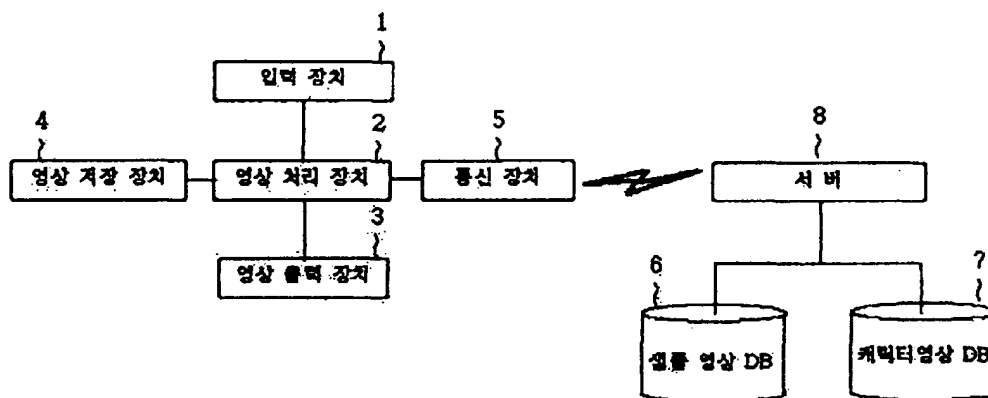 1
입력 장치
4
2
5
8
영상 저장 장치
영상 처리 장치
통신 장치
서 버
3
영상 출력 장치
6
7
샘플 영상 DB
캐릭터영상 DB